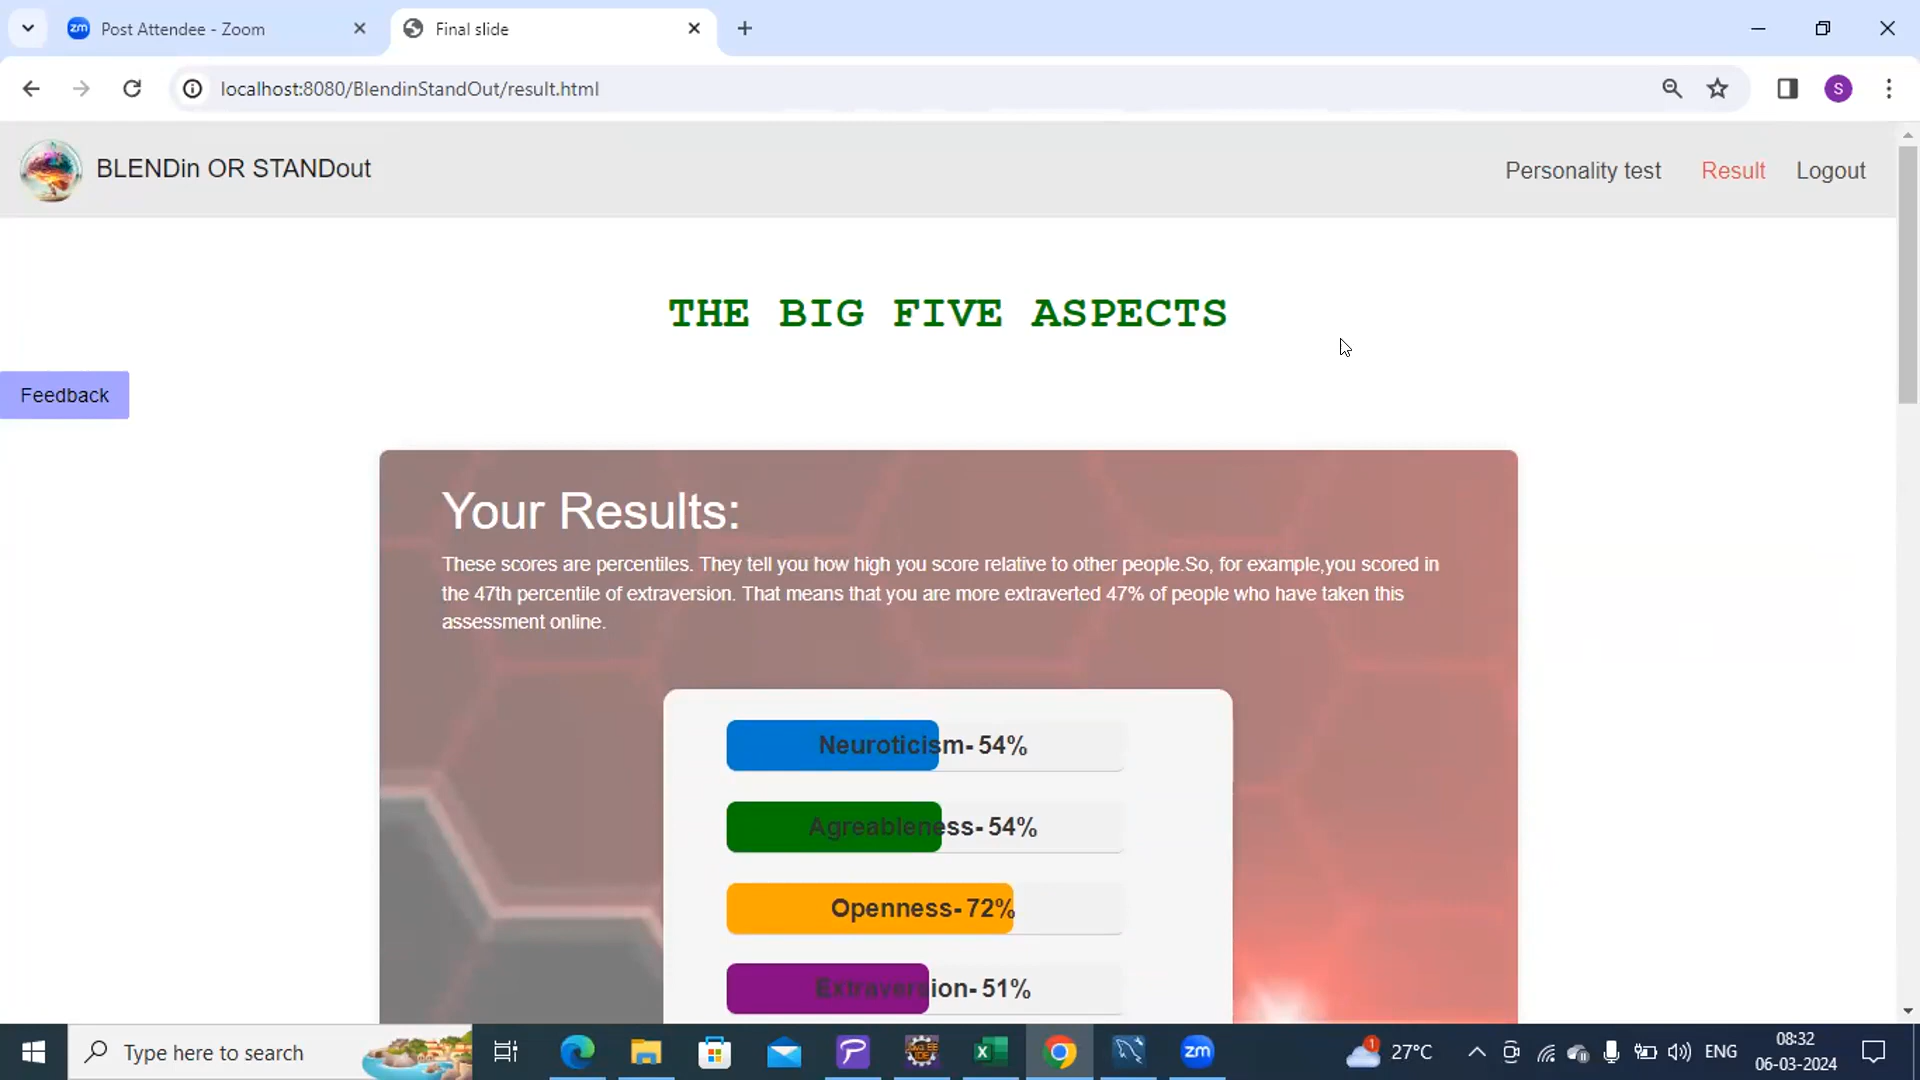 Post Attendee - Zoom
Final slide
localhost:8080/BlendinStandOut/result.html
S
BLENDin OR STANDout
Personality test
Result
Logout
THE BIG FIVE ASPECTS
Feedback
Your Results:
These scores are percentiles. They tell you how high you score relative to other people.So, for example,you scored in
the 47th percentile of extraversion. That means that you are more extraverted 47% of people who have taken this
assessment online.
Neuroticism- 54%
Agreableness- 54%
Openness- 72%
Extraversion- 51%
Type here to search
zm
1
27°C
ENG
08:32
06-03-2024